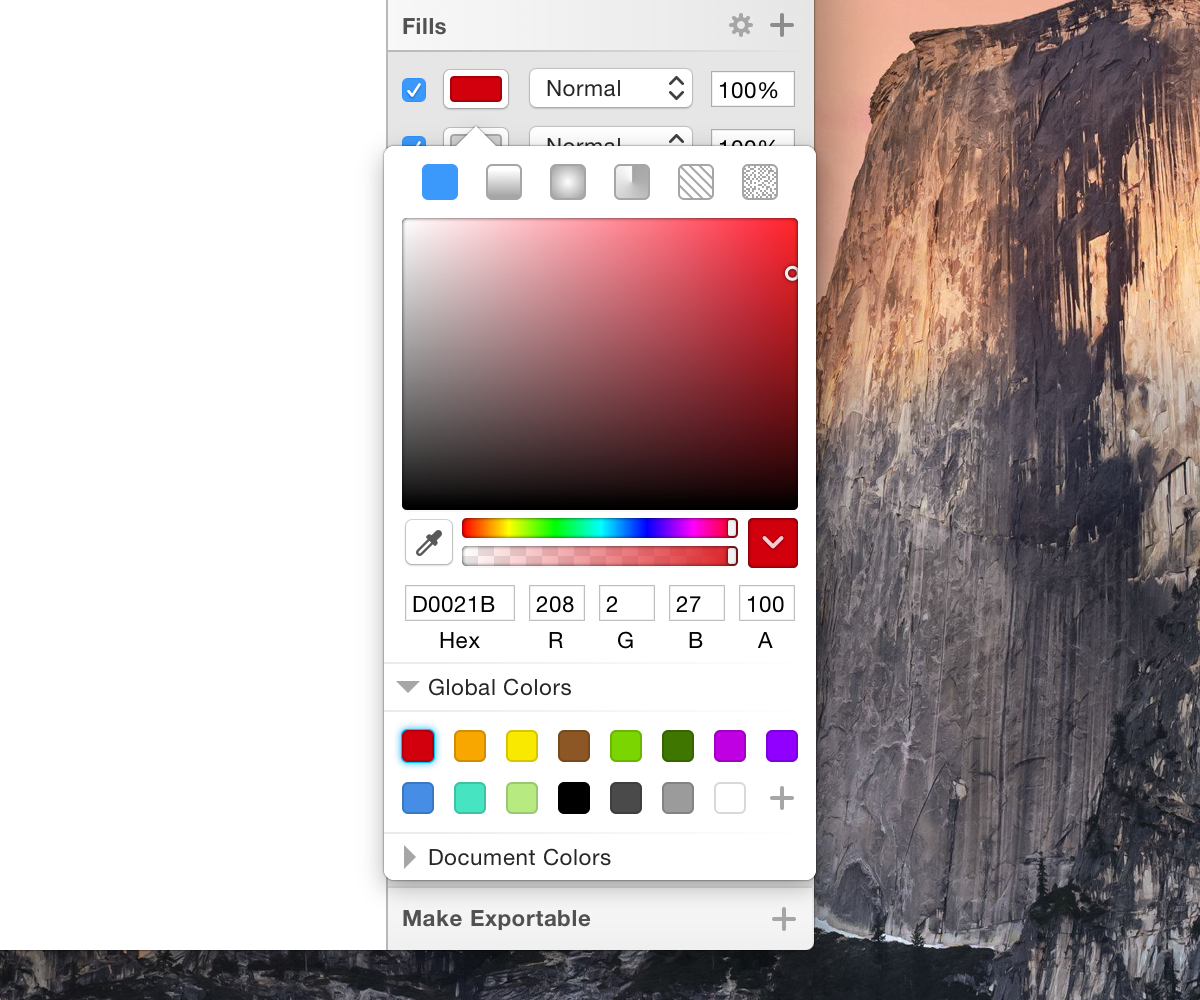 Fills
Normal 100%
Normal 100%
D0021B 208 2 27 100
Hex R G B A
Global Colors
Document Colors
Make Exportable